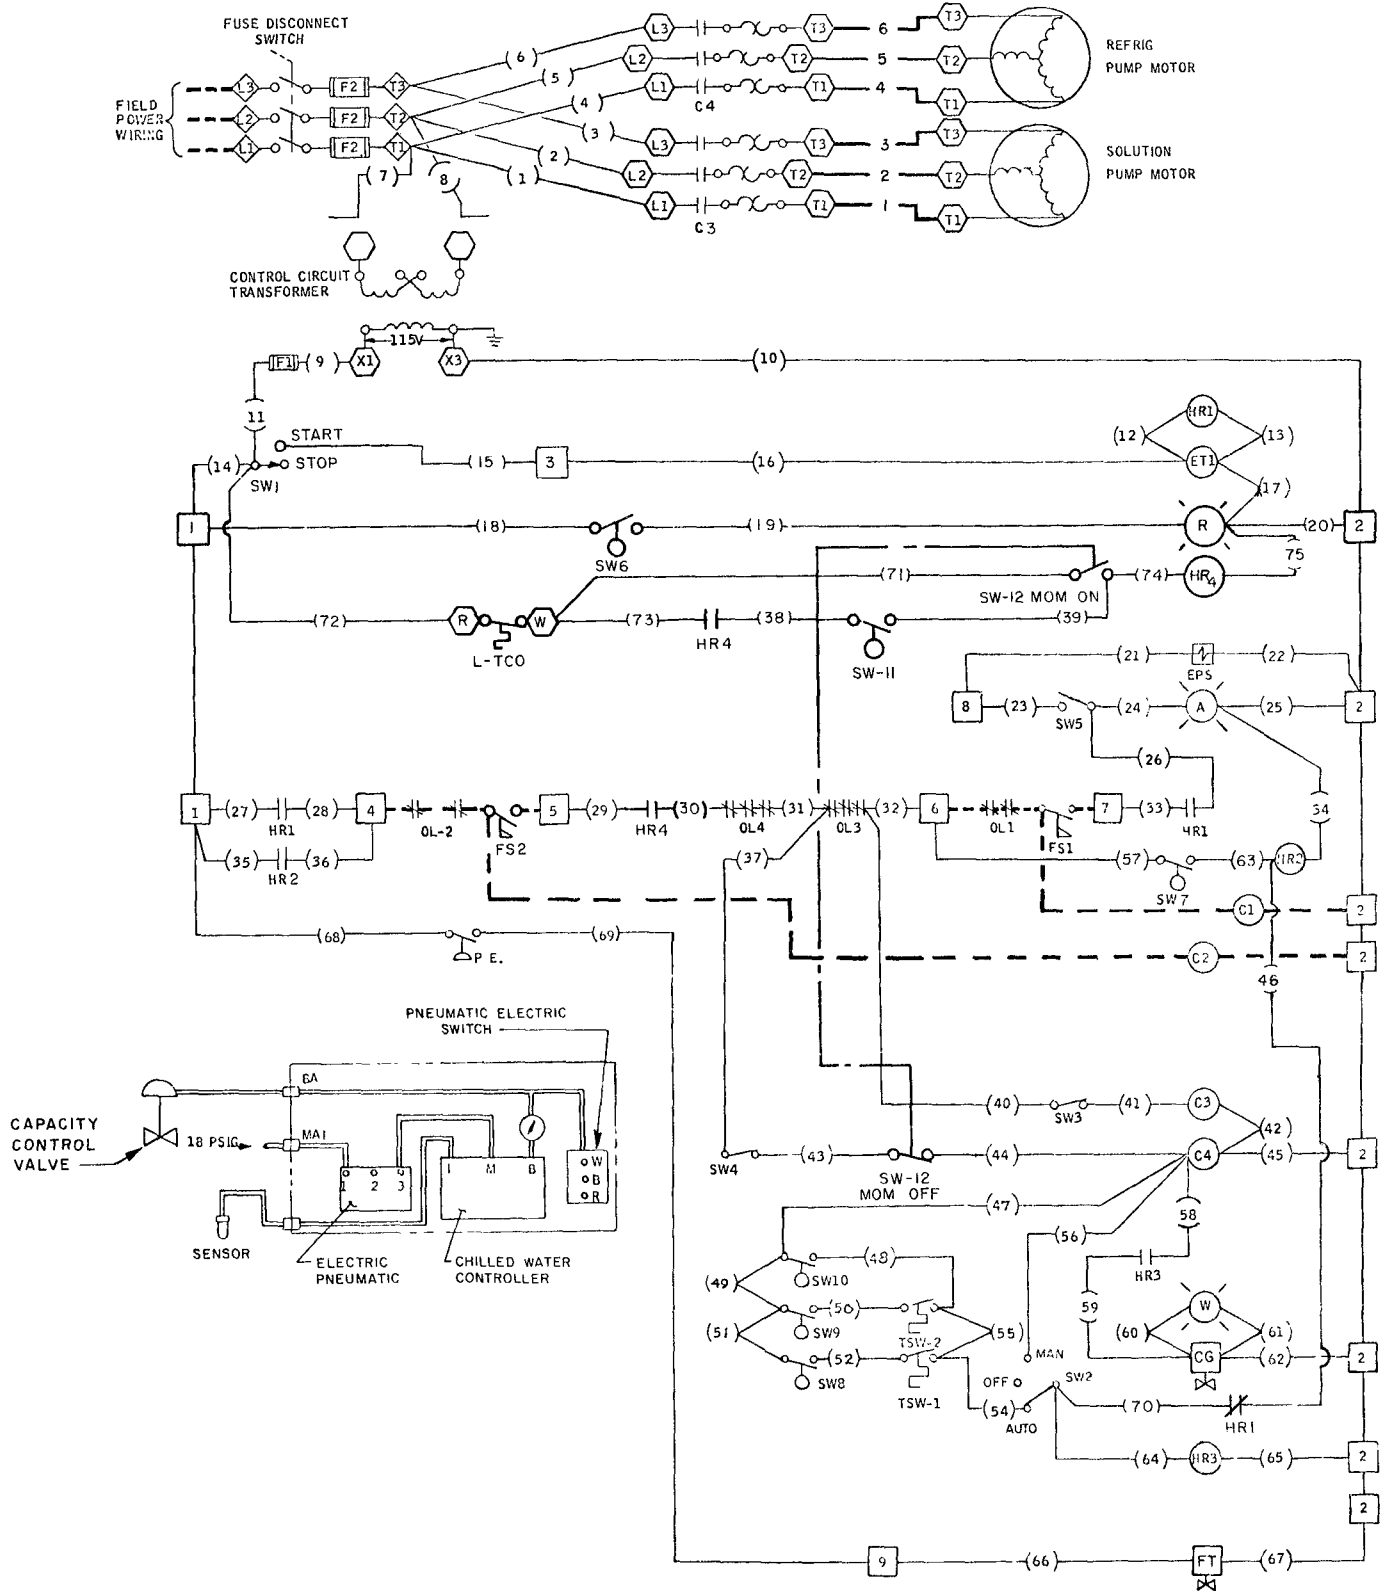 FUSE DISCONNECT
SWITCH
FIELD
POWER
WIRING
L3 F2 T3
L2 F2 T2
L1 F2 T1
(6)
(5)
(4)
(3)
(2)
(1)
(7)
8
L3 T3 6 T3
L2 T2 5 T2
L1 C4 T1 4 T1
REFRIG
PUMP MOTOR
L3 T3 3 T3
L2 T2 2 T2
L1 C3 T1 1 T1
SOLUTION
PUMP MOTOR
CONTROL CIRCUIT
TRANSFORMER
115V
F1 (9) X1 X3 (10)
11
START
STOP
(14) SW1
(15) 3 (16)
HR1
(12) (13)
ET1
(17)
1 (18) SW6 (19) R (20) 2
75
(71) SW-12 MOM ON (74) HR4
(72) R W (73) HR4 (38) SW-11 (39)
L-TCO
(21) EPS (22)
8 (23) SW5 (24) A (25) 2
(26)
34
1 (27) HR1 (28) 4 OL-2 FS2 5 (29) HR4 (30) OL4 (31) OL3 (32) 6 OL1 FS1 7 (33) HR1
(35) HR2 (36)
(37)
(57) SW7 (63) HR2
C1 2
(68) P.E. (69)
C2 2
46
PNEUMATIC ELECTRIC
SWITCH
CAPACITY
CONTROL
VALVE
18 PSIG
BA
MA1
1 2 3
1 M B
W
B
R
SENSOR
ELECTRIC
PNEUMATIC
CHILLED WATER
CONTROLLER
(40) SW3 (41) C3
(42)
SW4 (43) SW-12 (44) C4 (45) 2
MOM OFF
(47)
58
(56)
HR3
59
(49) SW10 (48)
(51) SW9 (50) TSW-2
(55)
SW8 (52) TSW-1
(54)
MAN
OFF
AUTO
SW2
W
(60) (61)
CG (62) 2
(70) HR1
(64) HR3 (65) 2
2
9 (66) FT (67)